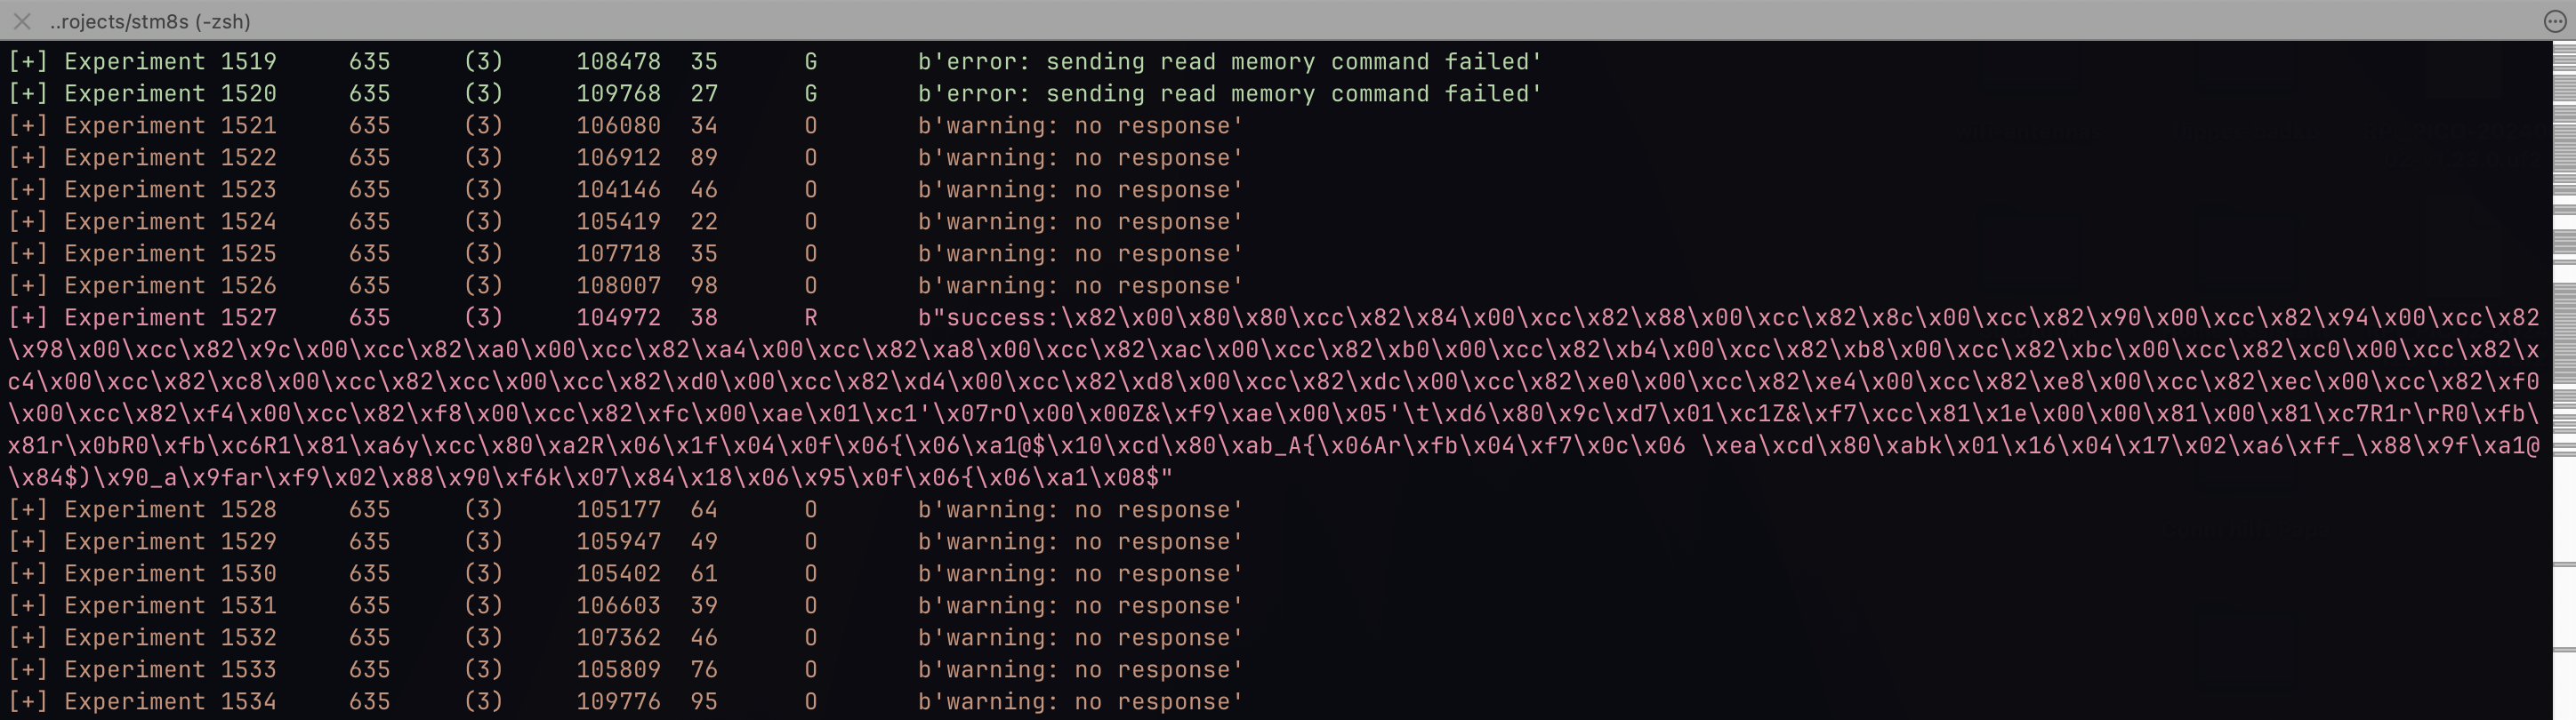 ..rojects/stm8s (-zsh)
[+] Experiment 1519 635 (3) 108478 35 G b'error: sending read memory command failed'
[+] Experiment 1520 635 (3) 109768 27 G b'error: sending read memory command failed'
[+] Experiment 1521 635 (3) 106080 34 O b'warning: no response'
[+] Experiment 1522 635 (3) 106912 89 O b'warning: no response'
[+] Experiment 1523 635 (3) 104146 46 O b'warning: no response'
[+] Experiment 1524 635 (3) 105419 22 O b'warning: no response'
[+] Experiment 1525 635 (3) 107718 35 O b'warning: no response'
[+] Experiment 1526 635 (3) 108007 98 O b'warning: no response'
[+] Experiment 1527 635 (3) 104972 38 R b"success:\x82\x00\x80\x80\xcc\x82\x84\x00\xcc\x82\x88\x00\xcc\x82\x8c\x00\xcc\x82\x90\x00\xcc\x82\x94\x00\xcc\x82
\x98\x00\xcc\x82\x9c\x00\xcc\x82\xa0\x00\xcc\x82\xa4\x00\xcc\x82\xa8\x00\xcc\x82\xac\x00\xcc\x82\xb0\x00\xcc\x82\xb4\x00\xcc\x82\xb8\x00\xcc\x82\xbc\x00\xcc\x82\xc0\x00\xcc\x82\x
c4\x00\xcc\x82\xc8\x00\xcc\x82\xcc\x00\xcc\x82\xd0\x00\xcc\x82\xd4\x00\xcc\x82\xd8\x00\xcc\x82\xdc\x00\xcc\x82\xe0\x00\xcc\x82\xe4\x00\xcc\x82\xe8\x00\xcc\x82\xec\x00\xcc\x82\xf0
\x00\xcc\x82\xf4\x00\xcc\x82\xf8\x00\xcc\x82\xfc\x00\xae\x01\xc1'\x07rO\x00\x00Z&\xf9\xae\x00\x05'\t\xd6\x80\x9c\xd7\x01\xc1Z&\xf7\xcc\x81\x1e\x00\x00\x81\x00\x81\xc7R1r\rR0\xfb\
x81r\x0bR0\xfb\xc6R1\x81\xa6y\xcc\x80\xa2R\x06\x1f\x04\x0f\x06{\x06\xa1@$\x10\xcd\x80\xab_A{\x06Ar\xfb\x04\xf7\x0c\x06 \xea\xcd\x80\xabk\x01\x16\x04\x17\x02\xa6\xff_\x88\x9f\xa1@
\x84$)\x90_a\x9far\xf9\x02\x88\x90\xf6k\x07\x84\x18\x06\x95\x0f\x06{\x06\xa1\x08$"
[+] Experiment 1528 635 (3) 105177 64 O b'warning: no response'
[+] Experiment 1529 635 (3) 105947 49 O b'warning: no response'
[+] Experiment 1530 635 (3) 105402 61 O b'warning: no response'
[+] Experiment 1531 635 (3) 106603 39 O b'warning: no response'
[+] Experiment 1532 635 (3) 107362 46 O b'warning: no response'
[+] Experiment 1533 635 (3) 105809 76 O b'warning: no response'
[+] Experiment 1534 635 (3) 109776 95 O b'warning: no response'